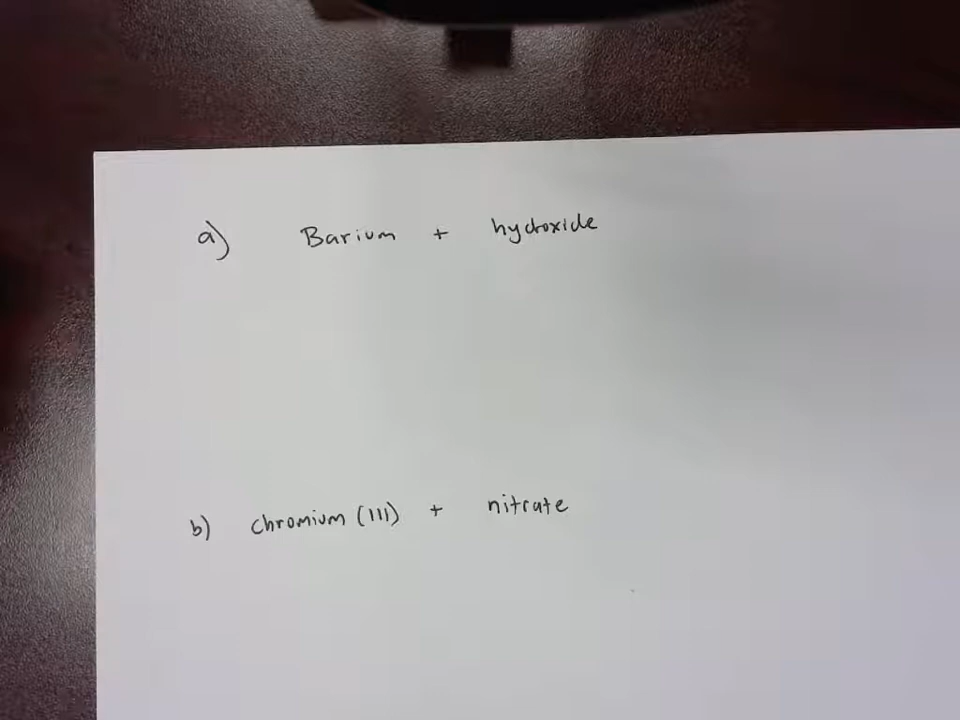 a) Barium + hydroxide
b) chromium (III) + nitrate